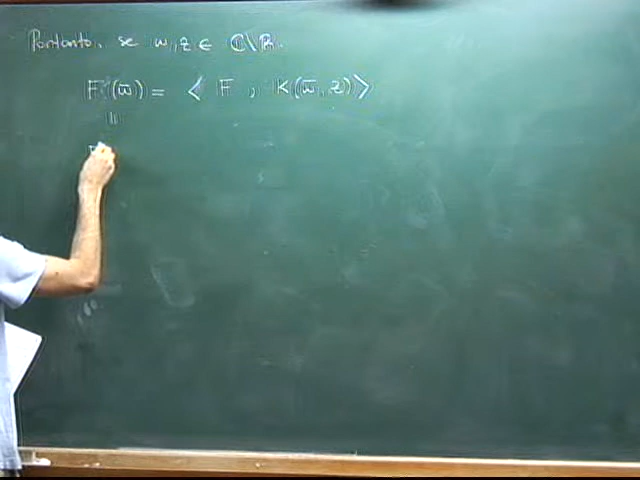 Portanto, se w, z ∈ ℂ\ℝ.
F(w̄) = < F , K(w̄, z) >
||